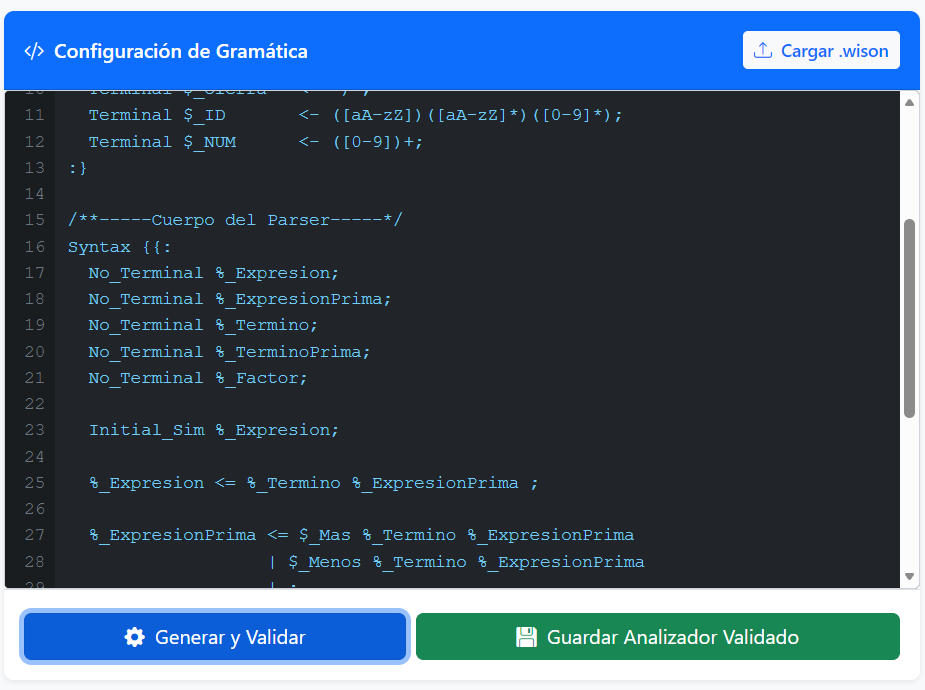 </> Configuración de Gramática
Cargar .wison
11 Terminal $_ID <- ([aA-zZ])([aA-zZ]*)([0-9]*);
12 Terminal $_NUM <- ([0-9])+;
13 :}
14
15 /**-----Cuerpo del Parser-----*/
16 Syntax {{:
17 No_Terminal %_Expresion;
18 No_Terminal %_ExpresionPrima;
19 No_Terminal %_Termino;
20 No_Terminal %_TerminoPrima;
21 No_Terminal %_Factor;
22
23 Initial_Sim %_Expresion;
24
25 %_Expresion <= %_Termino %_ExpresionPrima ;
26
27 %_ExpresionPrima <= $_Mas %_Termino %_ExpresionPrima
28 | $_Menos %_Termino %_ExpresionPrima
29 | ;
Generar y Validar
Guardar Analizador Validado